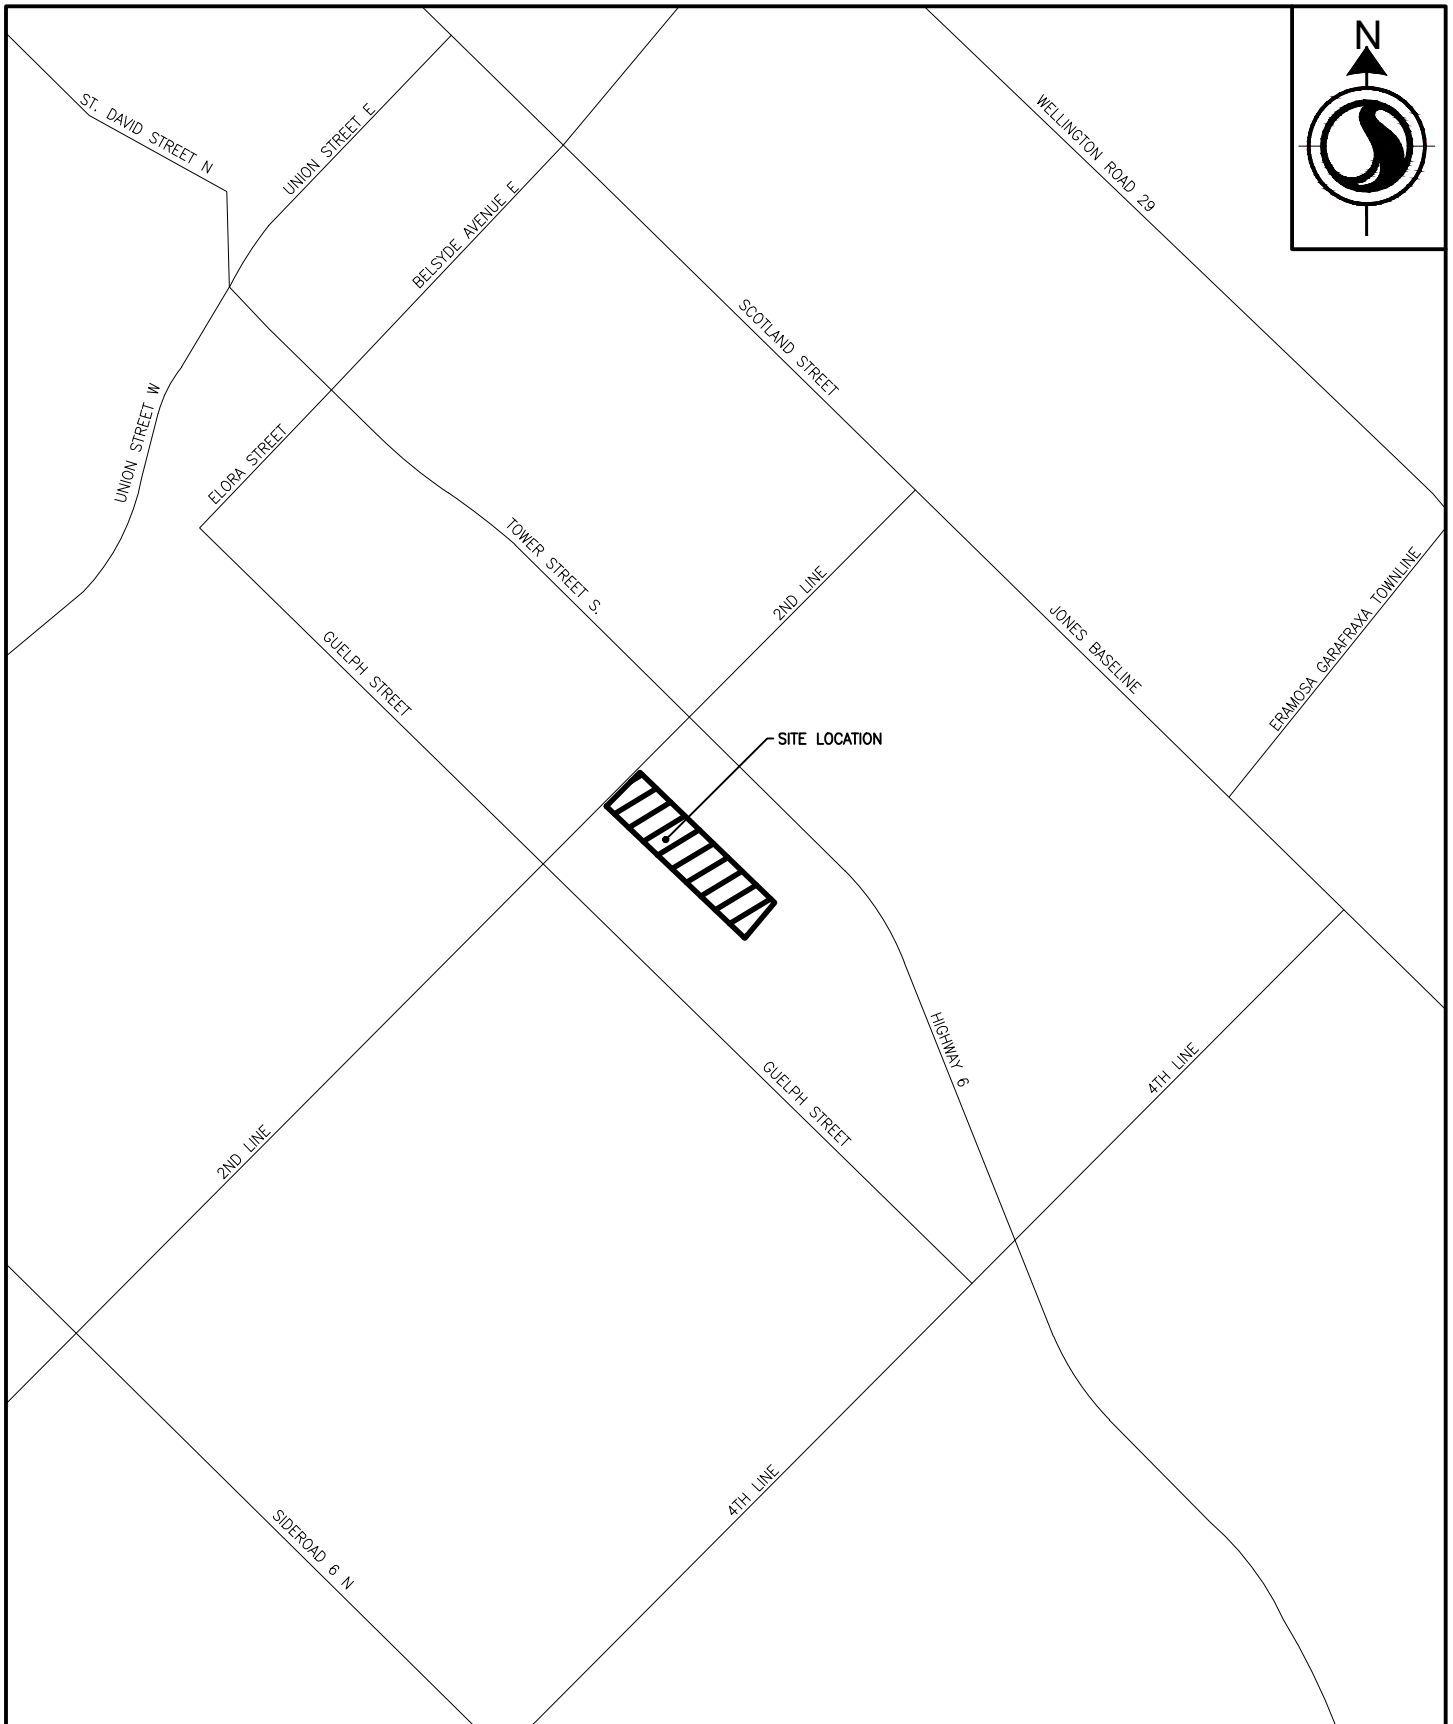 N
ST. DAVID STREET N
UNION STREET E
WELLINGTON ROAD 29
BELSYDE AVENUE E
SCOTLAND STREET
UNION STREET W
ELORA STREET
TOWER STREET S.
2ND LINE
ERAMOSA GARAFRAXA TOWNLINE
JONES BASELINE
GUELPH STREET
SITE LOCATION
HIGHWAY 6
4TH LINE
GUELPH STREET
2ND LINE
4TH LINE
SIDEROAD 6 N